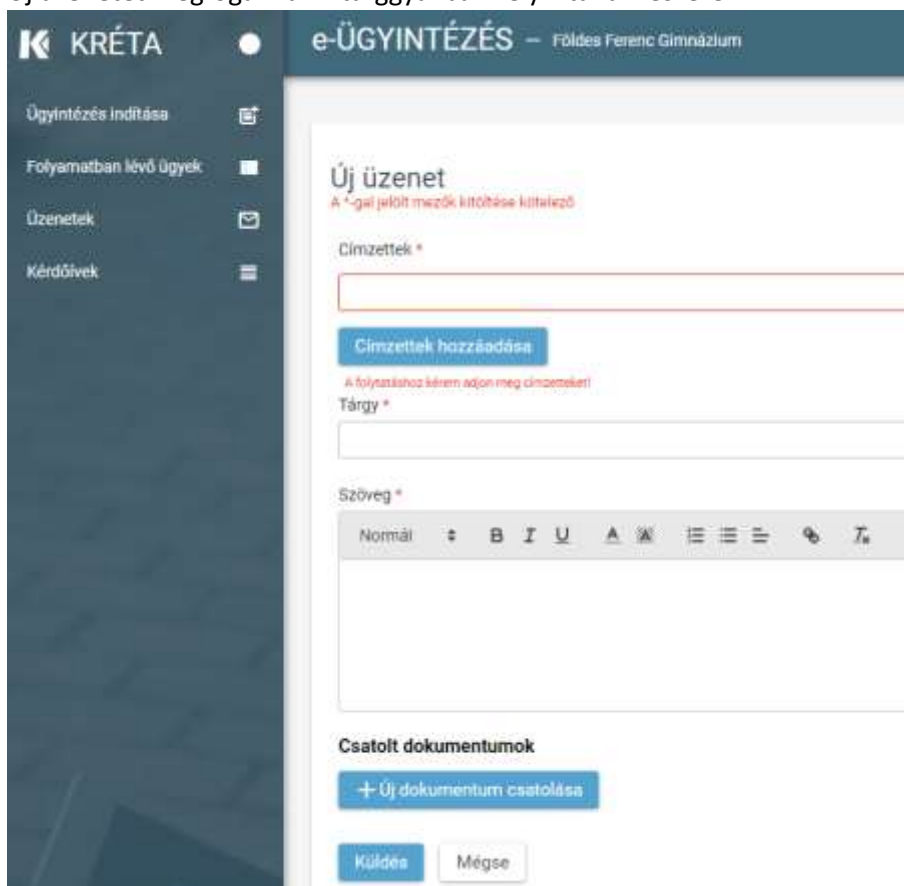 KRÉTA
e-ÜGYINTÉZÉS – Földes Ferenc Gimnázium
Ügyintézés indítása
Folyamatban lévő ügyek
Üzenetek
Kérdőívek
Új üzenet
A *-gal jelölt mezők kitöltése kötelező
Címzettek *
Címzettek hozzáadása
A folytatáshoz kérem adjon meg címzetteket!
Tárgy *
Szöveg *
Normál B I U A A
Csatolt dokumentumok
+ Új dokumentum csatolása
Küldés Mégse